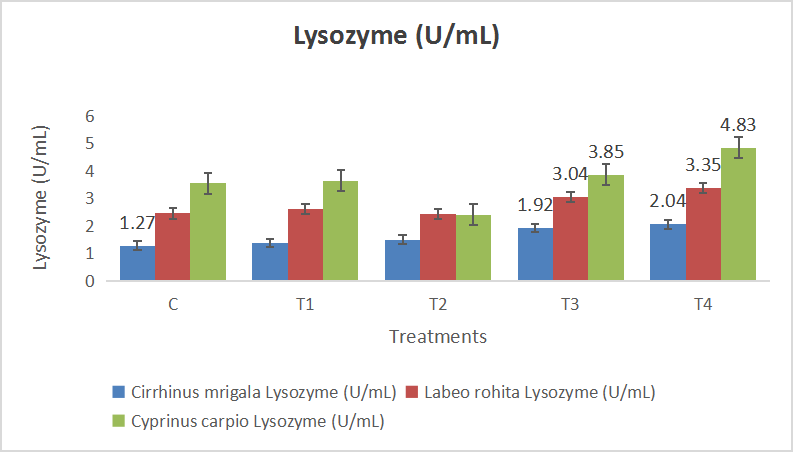 Lysozyme (U/mL)
Lysozyme (U/mL)
6
5
4
3
2
1
0
1.27
1.92
3.04
3.85
2.04
3.35
4.83
C T1 T2 T3 T4
Treatments
Cirrhinus mrigala Lysozyme (U/mL) Labeo rohita Lysozyme (U/mL)
Cyprinus carpio Lysozyme (U/mL)